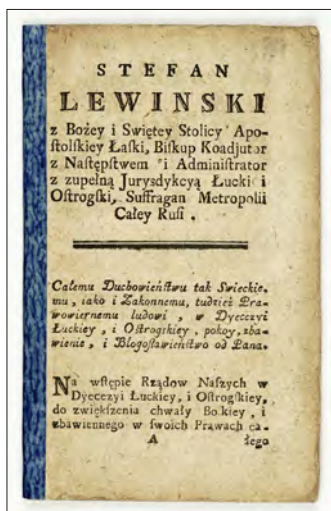 STEFAN
LEWINSKI
z Bożey i Swiętey Stolicy Apo-
ſtolſkiey Łaſki, Biſkup Koadjutor
z Naſtępſtwem i Adminiſtrator
z zupełną Jurysdykcyą Łucki i
Oſtrogſki, Suffragan Metropolii
Całey Rusi.
Całemu Duchowieńſtwu tak Swieckie-
mu, iako i Zakonnemu, tudzież Pra-
wowiernemu ludowi, w Dyecezyi
Łuckiey, i Oſtrogskiey, pokoy, zba-
wienie, i Błogoſławieńſtwo od Pana.
Na wſtępie Rządow Naſzych w
Dyecezyi Łuckiey, i Oſtrogſkiey,
do zwiękſzenia chwały Boſkiey, i
zbawiennego w ſwoich Prawach ca-
A łego